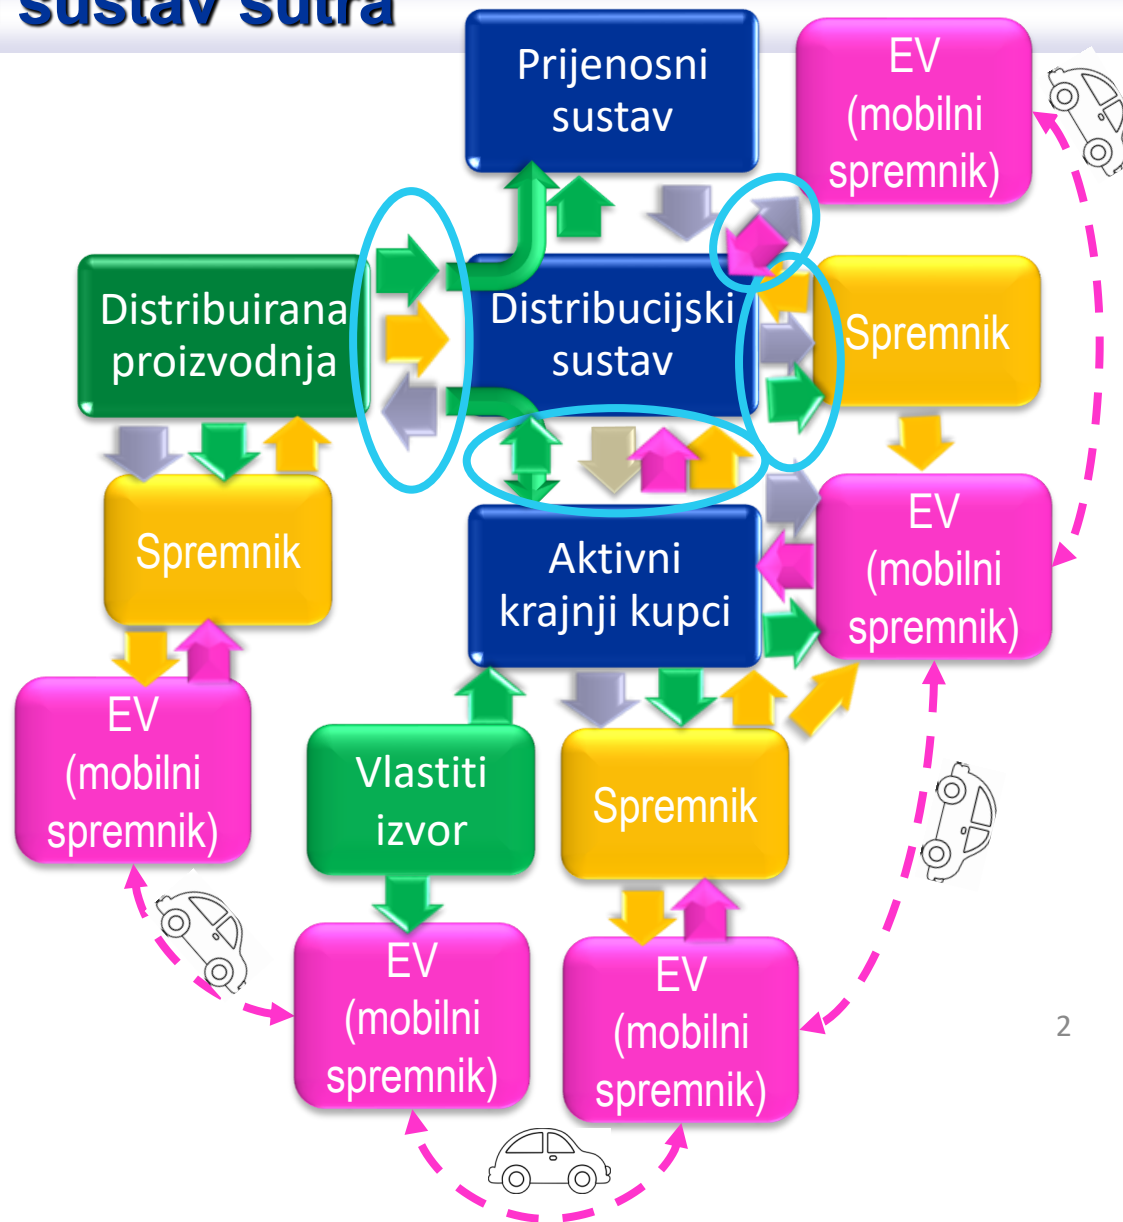 sustav sutra
Prijenosni
sustav
EV
(mobilni
spremnik)
Distribuirana
proizvodnja
Distribucijski
sustav
Spremnik
Spremnik
Aktivni
krajnji kupci
EV
(mobilni
spremnik)
EV
(mobilni
spremnik)
Vlastiti
izvor
Spremnik
EV
(mobilni
spremnik)
EV
(mobilni
spremnik)
2